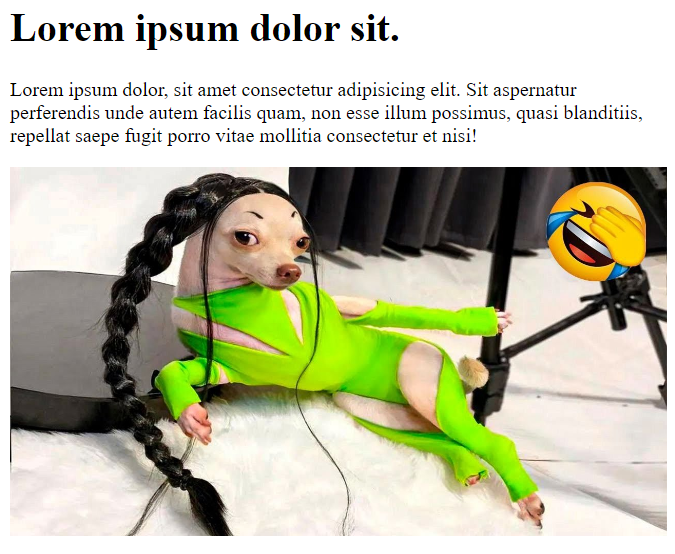 Lorem ipsum dolor sit.
Lorem ipsum dolor, sit amet consectetur adipisicing elit. Sit aspernatur
perferendis unde autem facilis quam, non esse illum possimus, quasi blanditiis,
repellat saepe fugit porro vitae mollitia consectetur et nisi!